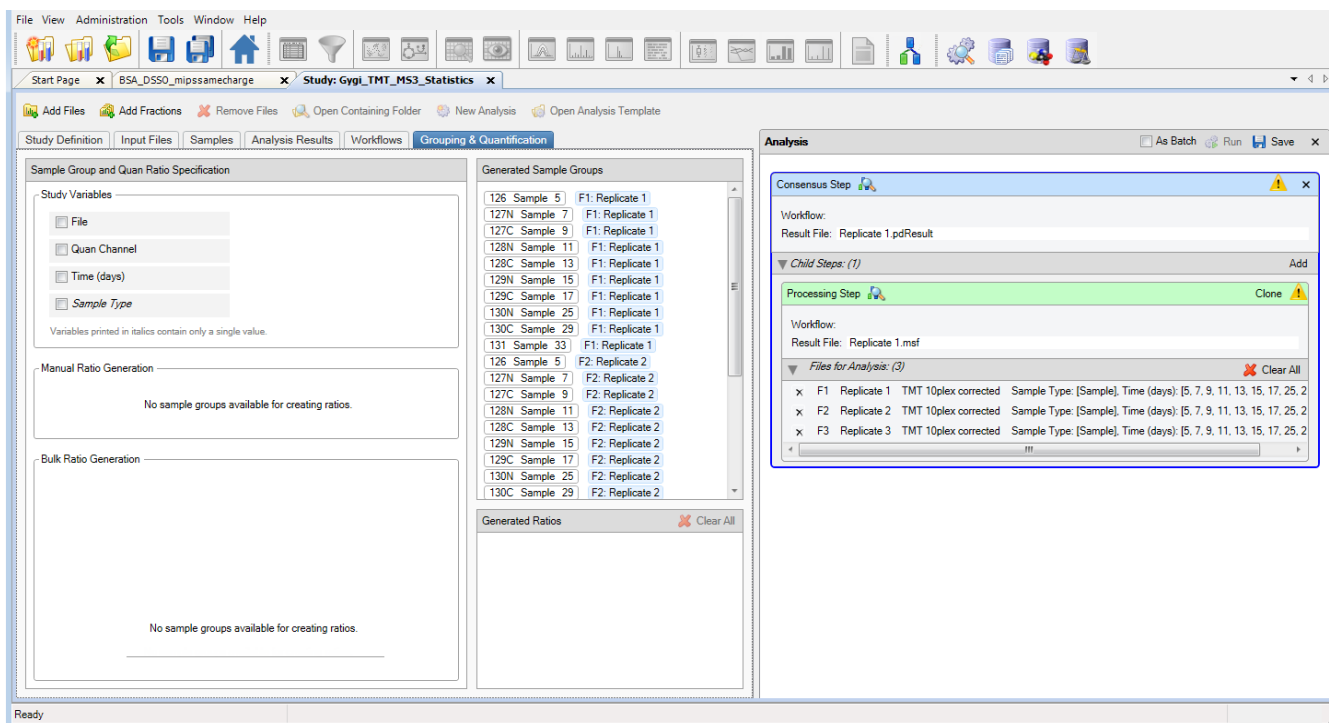 File View Administration Tools Window Help
Start Page x BSA_DSSO_mipssamecharge x Study: Gygi_TMT_MS3_Statistics x
Add Files Add Fractions Remove Files Open Containing Folder New Analysis Open Analysis Template
Study Definition Input Files Samples Analysis Results Workflows Grouping & Quantification
Sample Group and Quan Ratio Specification
Study Variables
File
Quan Channel
Time (days)
Sample Type
Variables printed in italics contain only a single value.
Manual Ratio Generation
No sample groups available for creating ratios.
Bulk Ratio Generation
No sample groups available for creating ratios.
Generated Sample Groups
126 Sample 5 F1: Replicate 1
127N Sample 7 F1: Replicate 1
127C Sample 9 F1: Replicate 1
128N Sample 11 F1: Replicate 1
128C Sample 13 F1: Replicate 1
129N Sample 15 F1: Replicate 1
129C Sample 17 F1: Replicate 1
130N Sample 25 F1: Replicate 1
130C Sample 29 F1: Replicate 1
131 Sample 33 F1: Replicate 1
126 Sample 5 F2: Replicate 2
127N Sample 7 F2: Replicate 2
127C Sample 9 F2: Replicate 2
128N Sample 11 F2: Replicate 2
128C Sample 13 F2: Replicate 2
129N Sample 15 F2: Replicate 2
129C Sample 17 F2: Replicate 2
130N Sample 25 F2: Replicate 2
130C Sample 29 F2: Replicate 2
Generated Ratios Clear All
Analysis As Batch Run Save x
Consensus Step x
Workflow:
Result File: Replicate 1.pdResult
Child Steps: (1) Add
Processing Step Clone
Workflow:
Result File: Replicate 1.msf
Files for Analysis: (3) Clear All
x F1 Replicate 1 TMT 10plex corrected Sample Type: [Sample], Time (days): [5, 7, 9, 11, 13, 15, 17, 25, 2
x F2 Replicate 2 TMT 10plex corrected Sample Type: [Sample], Time (days): [5, 7, 9, 11, 13, 15, 17, 25, 2
x F3 Replicate 3 TMT 10plex corrected Sample Type: [Sample], Time (days): [5, 7, 9, 11, 13, 15, 17, 25, 2
Ready